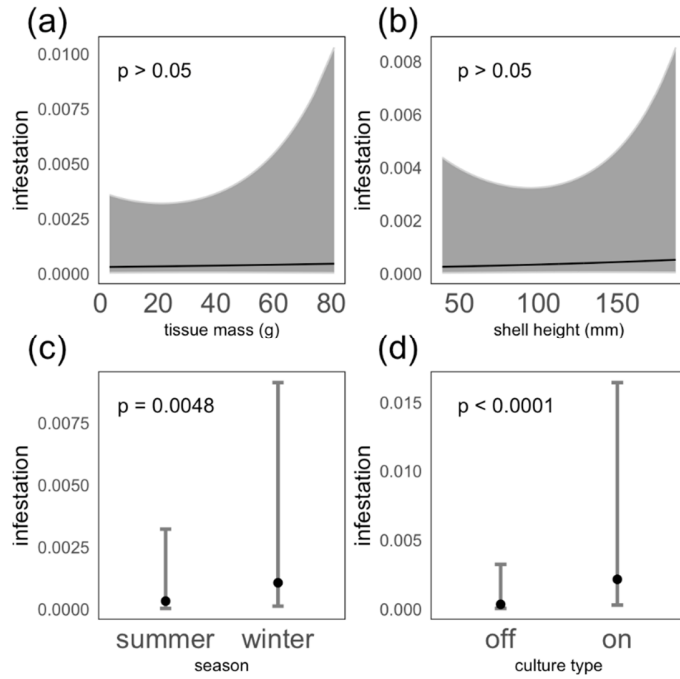 (a)
p > 0.05
infestation
0.0100
0.0075
0.0050
0.0025
0.0000
0 20 40 60 80
tissue mass (g)
(b)
p > 0.05
infestation
0.008
0.006
0.004
0.002
0.000
50 100 150
shell height (mm)
(c)
p = 0.0048
infestation
0.0075
0.0050
0.0025
0.0000
summer winter
season
(d)
p < 0.0001
infestation
0.015
0.010
0.005
0.000
off on
culture type